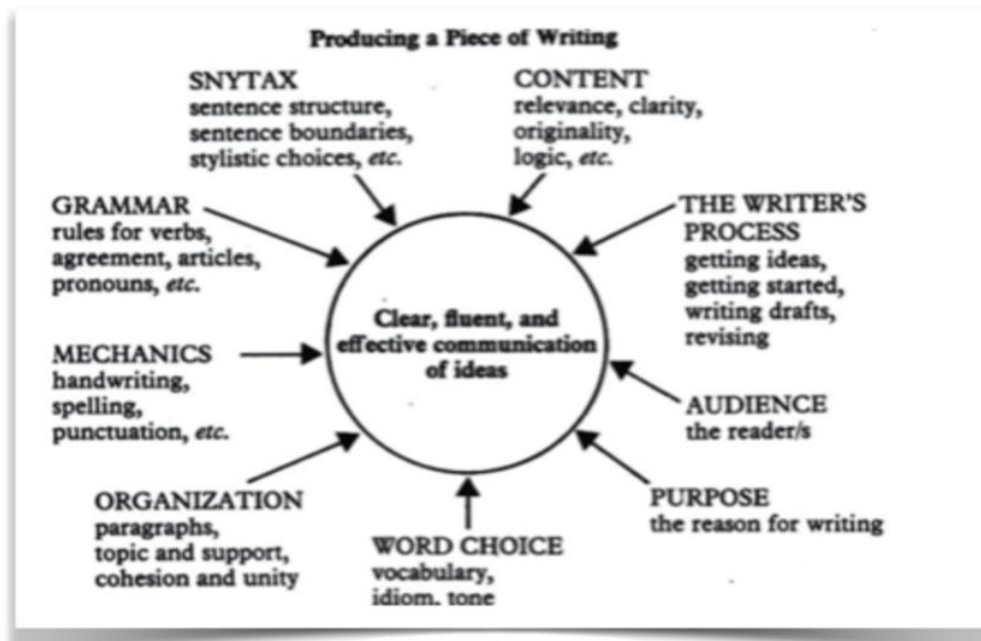 Producing a Piece of Writing
SNYTAX
sentence structure,
sentence boundaries,
stylistic choices, etc.
CONTENT
relevance, clarity,
originality,
logic, etc.
GRAMMAR
rules for verbs,
agreement, articles,
pronouns, etc.
THE WRITER'S
PROCESS
getting ideas,
getting started,
writing drafts,
revising
Clear, fluent, and
effective communication
of ideas
MECHANICS
handwriting,
spelling,
punctuation, etc.
AUDIENCE
the reader/s
ORGANIZATION
paragraphs,
topic and support,
cohesion and unity
WORD CHOICE
vocabulary,
idiom. tone
PURPOSE
the reason for writing